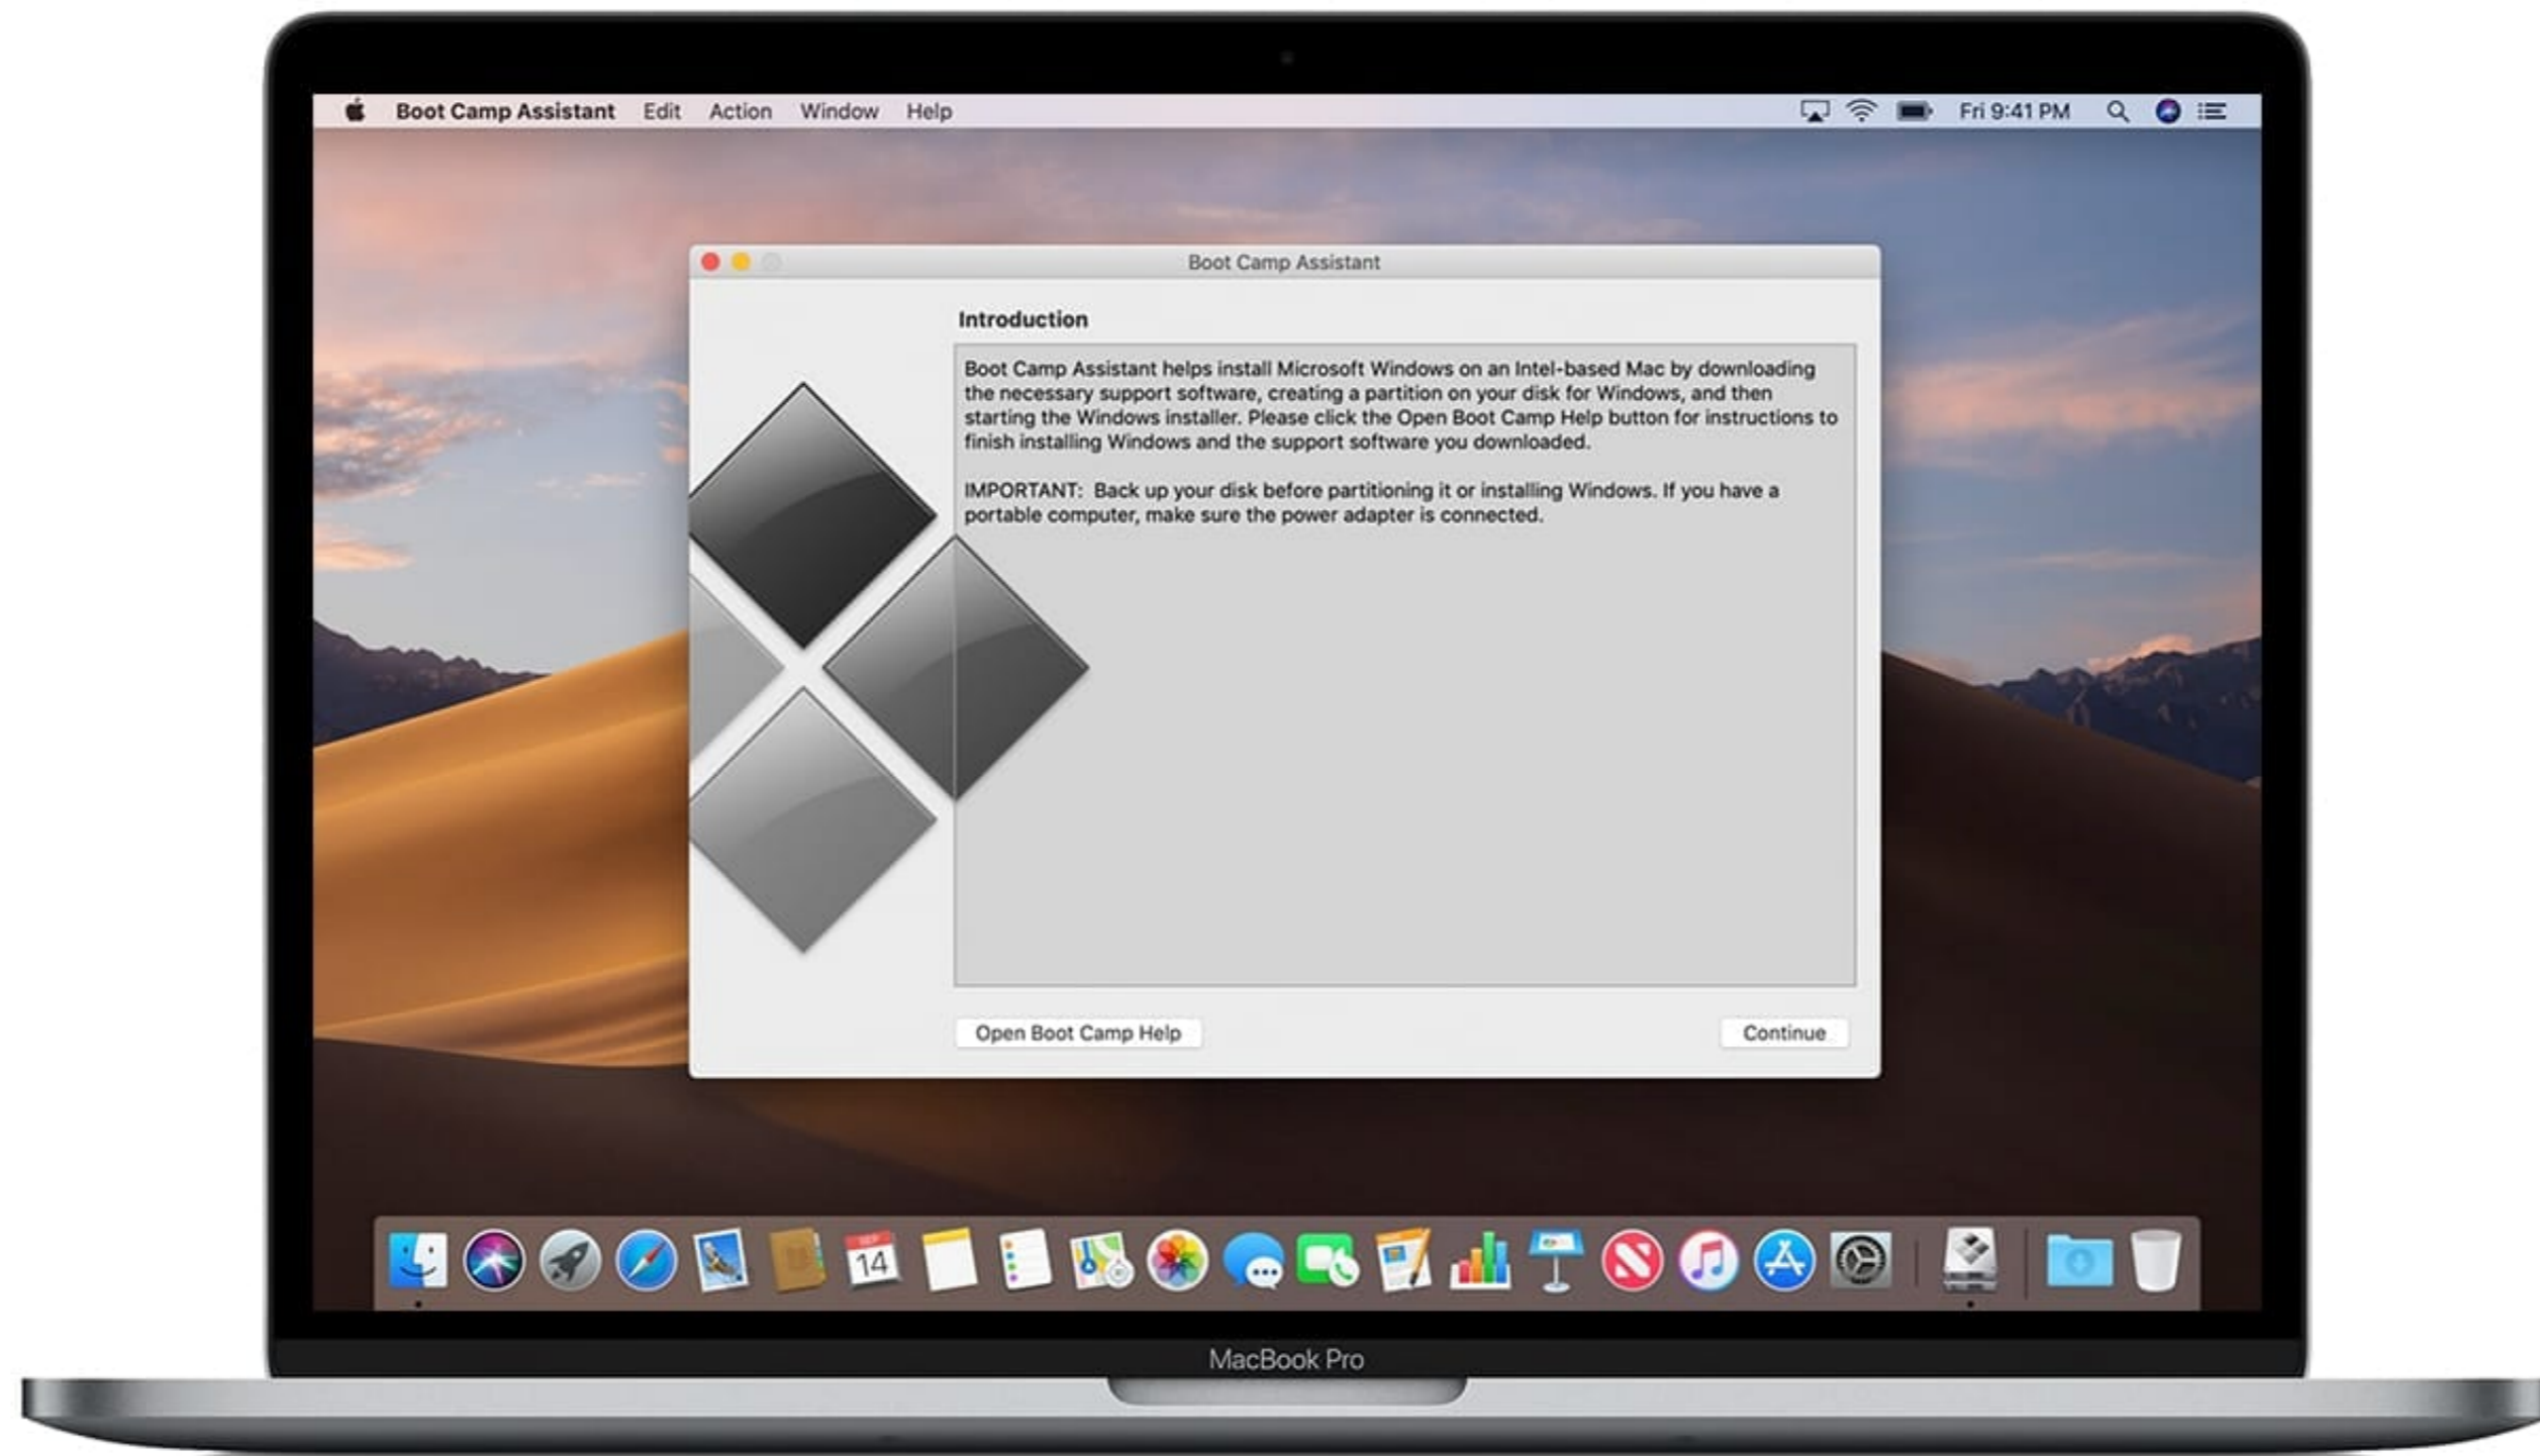 Boot Camp Assistant Edit Action Window Help Fri 9:41 PM
Boot Camp Assistant
Introduction
Boot Camp Assistant helps install Microsoft Windows on an Intel-based Mac by downloading
the necessary support software, creating a partition on your disk for Windows, and then
starting the Windows installer. Please click the Open Boot Camp Help button for instructions to
finish installing Windows and the support software you downloaded.
IMPORTANT: Back up your disk before partitioning it or installing Windows. If you have a
portable computer, make sure the power adapter is connected.
Open Boot Camp Help Continue
SEP
14
MacBook Pro